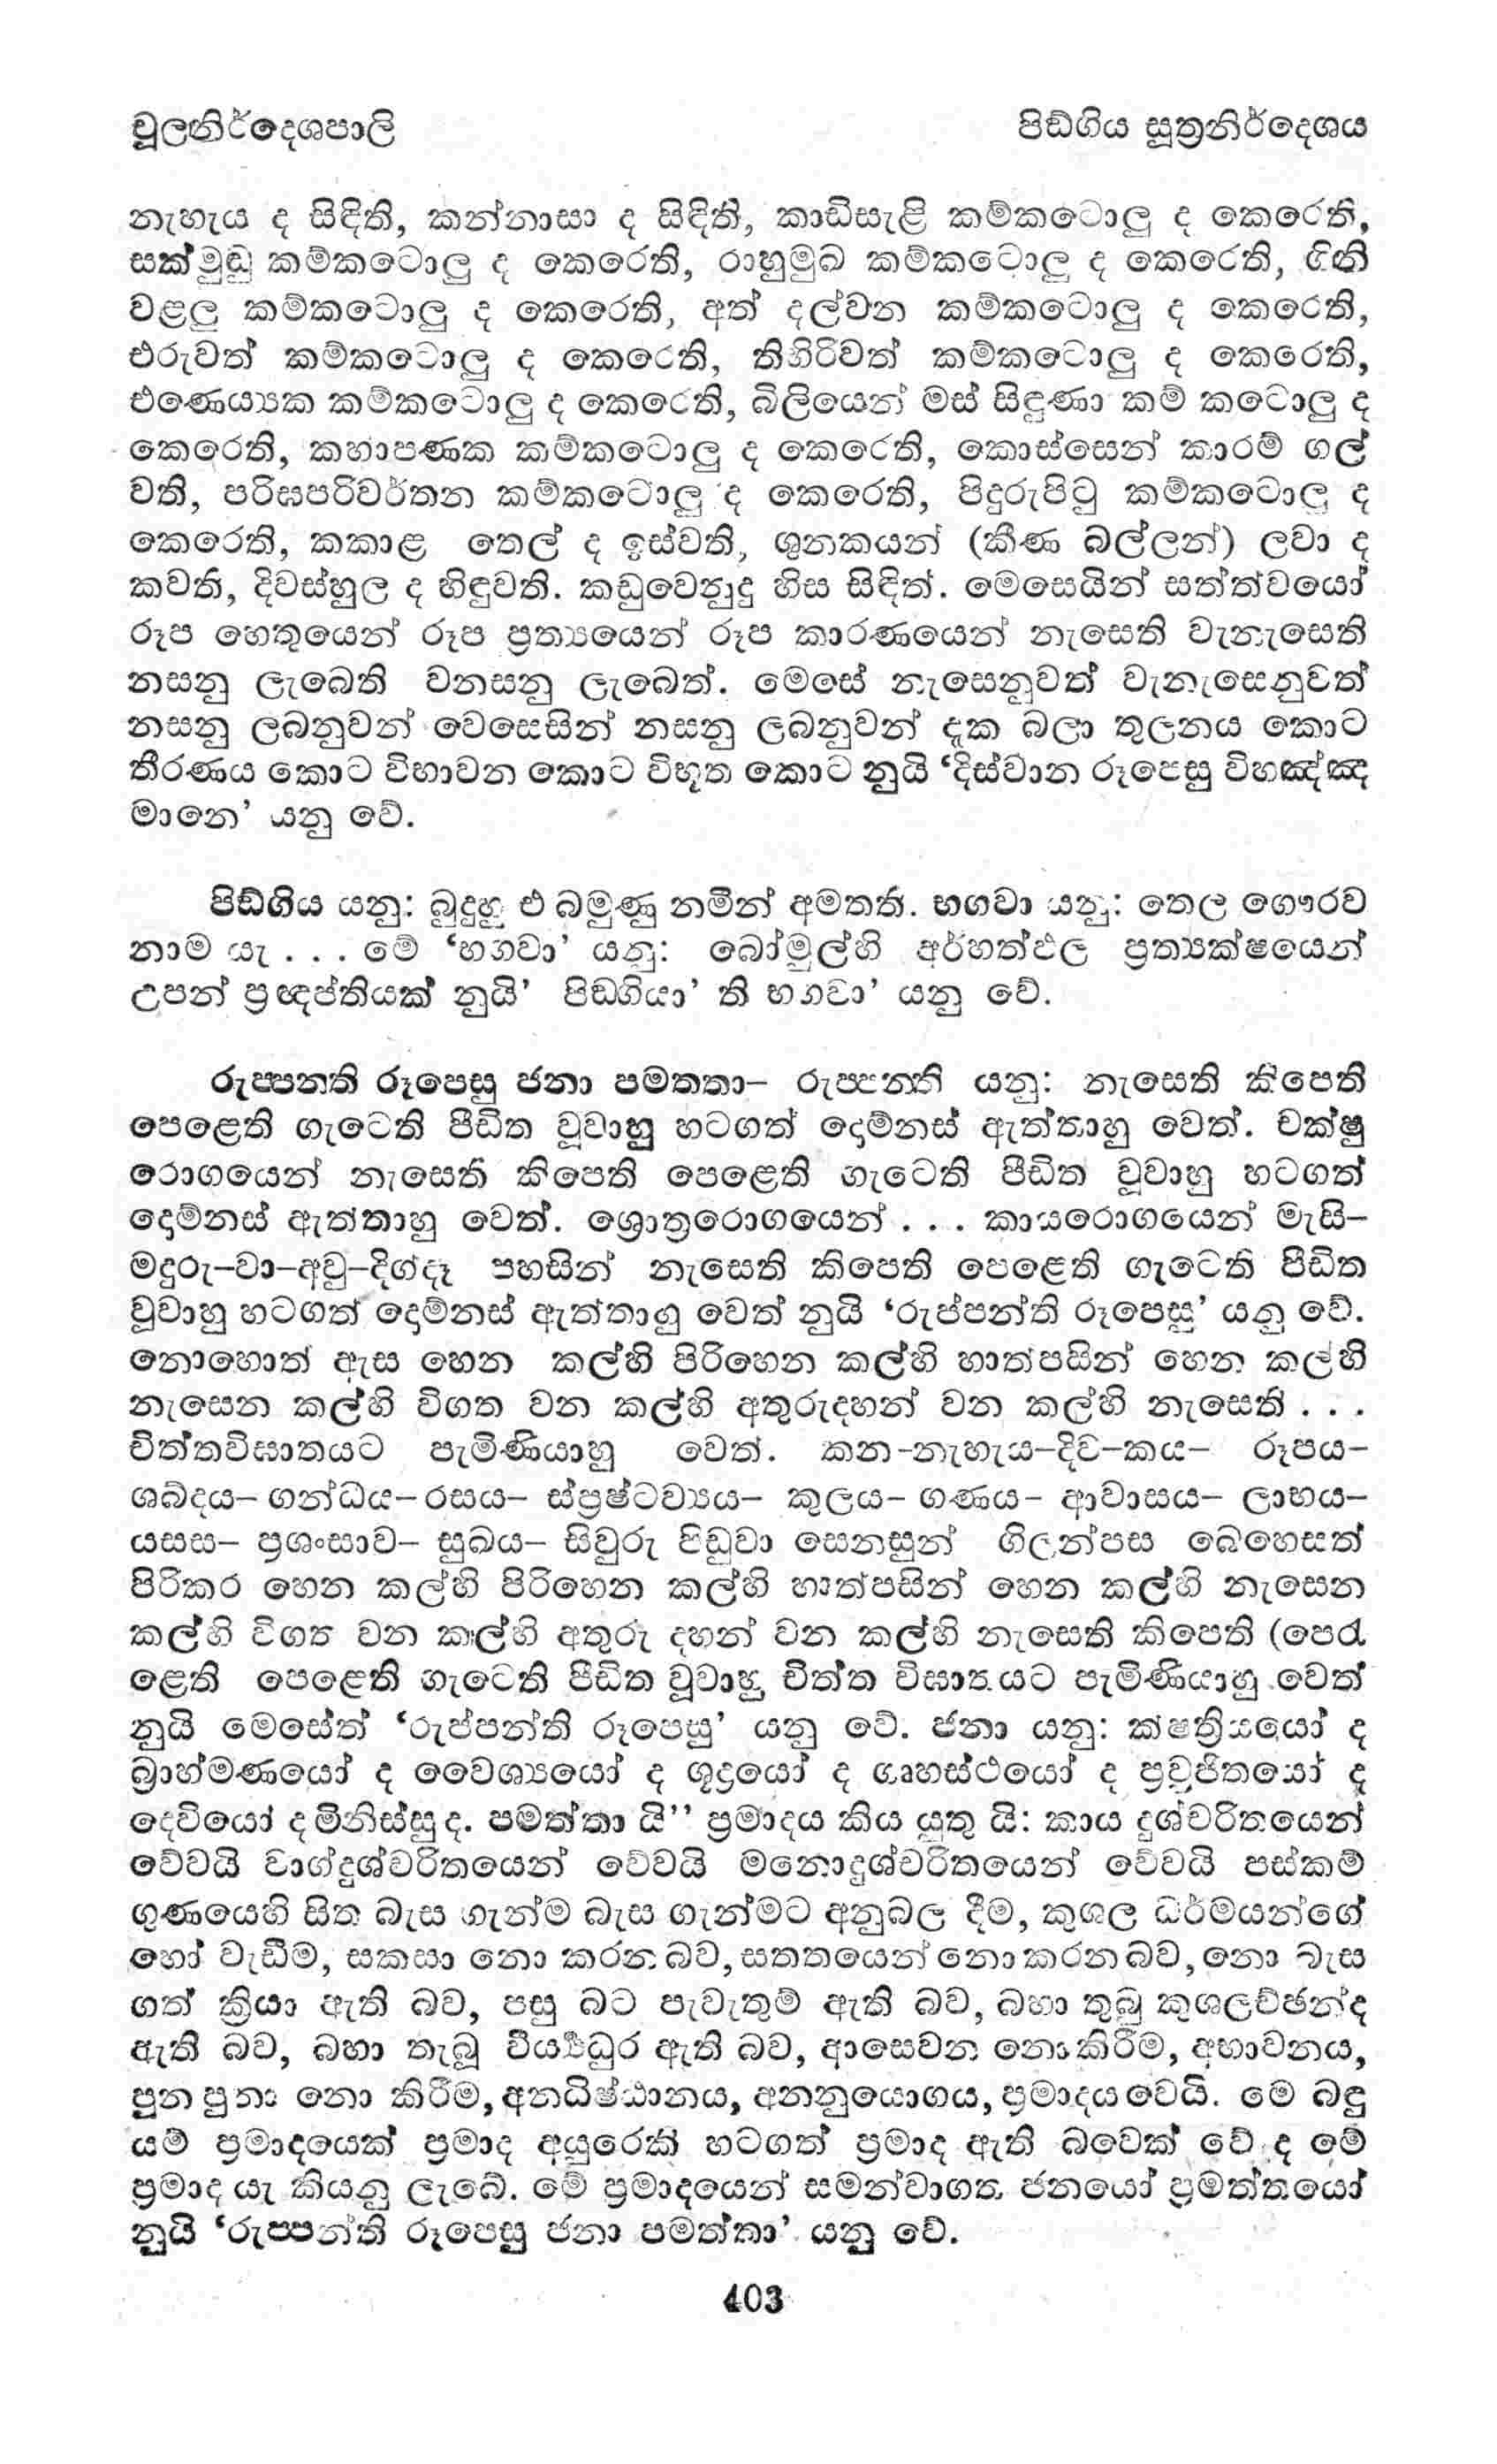 චූලනිර්දෙශපාලි
පිඞ්ගිය සූත්‍රනිර්දෙශය
නැහැය ද සිඳිති, කන්නාසා ද සිඳිති, කාඩිසැළි කම්කටොලු ද කෙරෙති,
සක්මුඬු කම්කටොලු ද කෙරෙති, රාහුමුඛ කම්කටොලු ද කෙරෙති, ගිනි
වළලු කම්කටොලු ද කෙරෙති, අත් දල්වන කම්කටොලු ද කෙරෙති,
එරුවත් කම්කටොලු ද කෙරෙති, තිහිරිවත් කම්කටොලු ද කෙරෙති,
එණෙය්‍යක කම්කටොලු ද කෙරෙති, බිලියෙන් මස් සිඳුණා කම් කටොලු ද
කෙරෙති, කහාපණක කම්කටොලු ද කෙරෙති, කොස්සෙන් කාරම් ගල්
වති, පරිඝපරිවර්තන කම්කටොලු ද කෙරෙති, පිදුරුපිටු කම්කටොලු ද
කෙරෙති, කකාළ තෙල් ද ඉස්වති, ශුනකයන් (කීණ බල්ලන්) ලවා ද
කවති, දිවස්හුල ද හිඳුවති. කඩුවෙනුදු හිස සිඳිත්. මෙසෙයින් සත්ත්වයෝ
රූප හෙතුයෙන් රූප ප්‍රත්‍යයෙන් රූප කාරණයෙන් නැසෙති වැනැසෙති
නසනු ලැබෙති වනසනු ලැබෙත්. මෙසේ නැසෙනුවත් වැනැසෙනුවත්
නසනු ලබනුවන් වෙසෙසින් නසනු ලබනුවන් දැක බලා තුලනය කොට
තීරණය කොට විභාවන කොට විභූත කොට නුයි ‘දිස්වාන රූපෙසු විහඤ්ඤ
මානෙ’ යනු වේ.
පිඞ්ගිය යනු: බුදුහු එ බමුණු නමින් අමතති. භගවා යනු: තෙල ගෞරව
නාම යැ . . . මේ ‘භගවා’ යනු: බෝමුල්හි අර්හත්ඵල ප්‍රත්‍යක්ෂයෙන්
උපන් ප්‍රඥප්තියක් නුයි’ පිඞගියා’ ති භගවා’ යනු වේ.
රුප්පනති රූපෙසු ජනා පමතතා– රුප්පනති යනු: නැසෙති කිපෙති
පෙළෙති ගැටෙති පීඩිත වූවාහු හටගත් දොම්නස් ඇත්තාහු වෙත්. චක්ෂු
රොගයෙන් නැසෙති කිපෙති පෙළෙති ගැටෙති පීඩිත වූවාහු හටගත්
දොම්නස් ඇත්තාහු වෙත්. ශ්‍රොත්‍රරොගයෙන් . . . කායරොගයෙන් මැසි–
මදුරු–වා–අවු–දිග්දෑ පහසින් නැසෙති කිපෙති පෙළෙති ගැටෙති පීඩිත
වූවාහු හටගත් දොම්නස් ඇත්තාහු වෙත් නුයි ‘රුප්පන්ති රූපෙසු’ යනු වේ.
නොහොත් ඇස හෙන කල්හි පිරිහෙන කල්හි හාත්පසින් හෙන කල්හි
නැසෙන කල්හි විගත වන කල්හි අතුරුදහන් වන කල්හි නැසෙති . . .
චිත්තවිඝාතයට පැමිණියාහු වෙත්. කන-නැහැය–දිව–කය– රූපය–
ශබ්දය– ගන්ධය– රසය– ස්ප්‍රෂ්ටව්‍යය– කුලය– ගණය– ආවාසය– ලාභය–
යසස– ප්‍රශංසාව– සුඛය– සිවුරු පිඩුවා සෙනසුන් ගිලන්පස බෙහෙසත්
පිරිකර හෙන කල්හි පිරිහෙන කල්හි හාත්පසින් හෙන කල්හි නැසෙන
කල්හි විගත වන කල්හි අතුරු දහන් වන කල්හි නැසෙති කිපෙති (පෙරැ
ළෙති පෙළෙති ගැටෙති පීඩිත වූවාහු චිත්ත විඝාතයට පැමිණියාහු වෙත්
නුයි මෙසේත් ‘රුප්පන්ති රූපෙසු’ යනු වේ. ජනා යනු: ක්ෂත්‍රියයෝ ද
බ්‍රාහ්මණයෝ ද වෛශ්‍යයෝ ද ශූද්‍රයෝ ද ගෘහස්ථයෝ ද ප්‍රව්‍රජිතයෝ ද
දෙවියෝ ද මිනිස්සු ද. පමත්තා යි’’ ප්‍රමාදය කිය යුතු යි: කාය දුශ්චරිතයෙන්
වේවයි වාග්දුශ්චරිතයෙන් වේවයි මනොදුශ්චරිතයෙන් වේවයි පස්කම්
ගුණයෙහි සිත බැස ගැන්ම බැස ගැන්මට අනුබල දීම, කුශල ධර්මයන්ගේ
හෝ වැඩීම, සකසා නො කරන බව, සතතයෙන් නො කරන බව, නො බැස
ගත් ක්‍රියා ඇති බව, පසු බට පැවැතුම් ඇති බව, බහා තුබූ කුශලච්ඡන්ද
ඇති බව, බහා තැබූ වීර්‍ය්‍යධුර ඇති බව, ආසෙවන නොකිරීම, අභාවනය,
පුන පුනා නො කිරීම, අනධිෂ්ඨානය, අනනුයොගය, ප්‍රමාදය වෙයි. මෙ බඳු
යම් ප්‍රමාදයෙක් ප්‍රමාද අයුරෙකි හටගත් ප්‍රමාද ඇති බවෙක් වේ ද මේ
ප්‍රමාද යැ කියනු ලැබේ. මේ ප්‍රමාදයෙන් සමන්වාගත ජනයෝ ප්‍රමත්තයෝ
නුයි ‘රුප්පන්ති රූපෙසු ජනා පමත්තා’ යනු වේ.
403